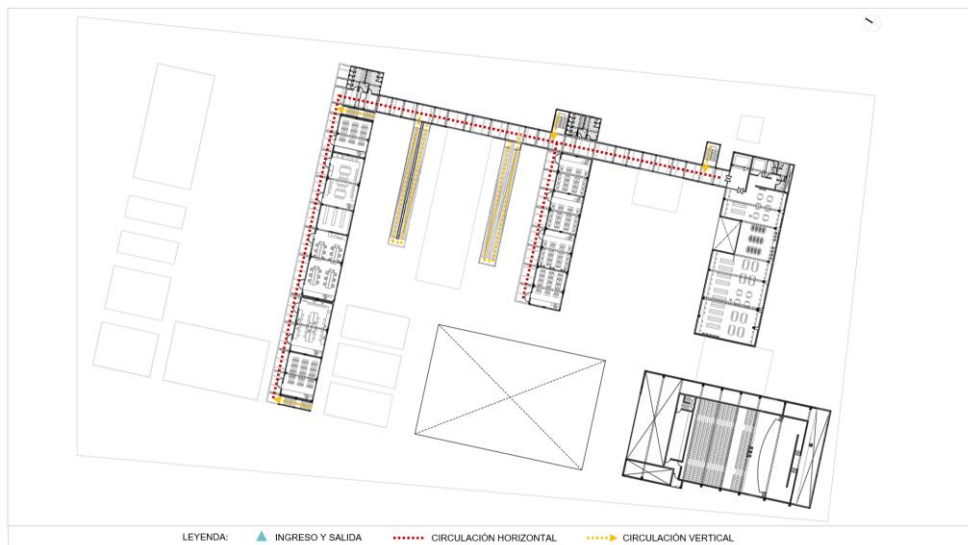 LEYENDA: INGRESO Y SALIDA CIRCULACIÓN HORIZONTAL CIRCULACIÓN VERTICAL